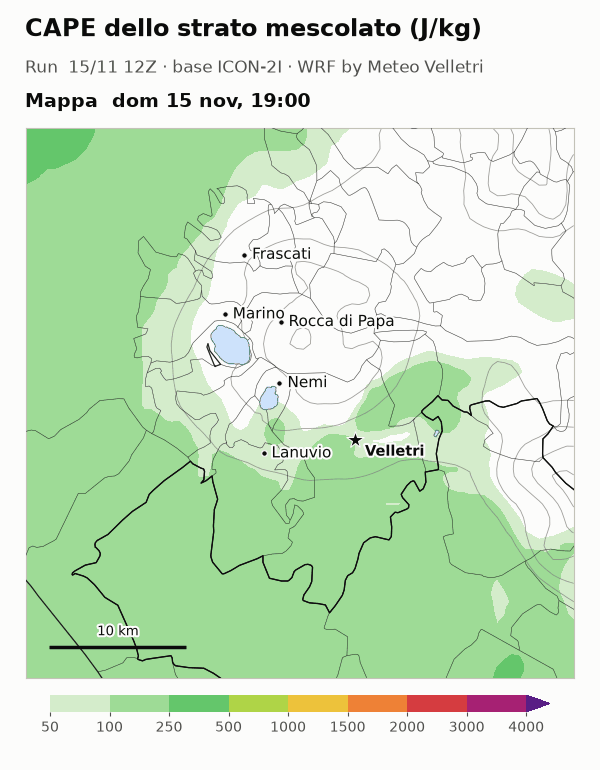 CAPE dello strato mescolato (J/kg)
Run  15/11 12Z · base ICON-2I · WRF by Meteo Velletri
Mappa  dom 15 nov, 19:00
Frascati
Marino
Rocca di Papa
Nemi
Velletri
Lanuvio
10 km
50 100 250 500 1000 1500 2000 3000 4000